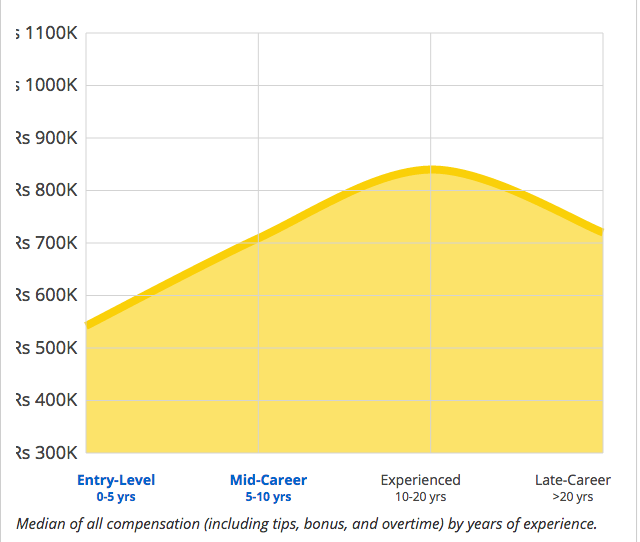 s 1100K
s 1000K
Rs 900K
Rs 800K
Rs 700K
Rs 600K
Rs 500K
Rs 400K
Rs 300K
Entry-Level Mid-Career Experienced Late-Career
0-5 yrs 5-10 yrs 10-20 yrs >20 yrs
Median of all compensation (including tips, bonus, and overtime) by years of experience.